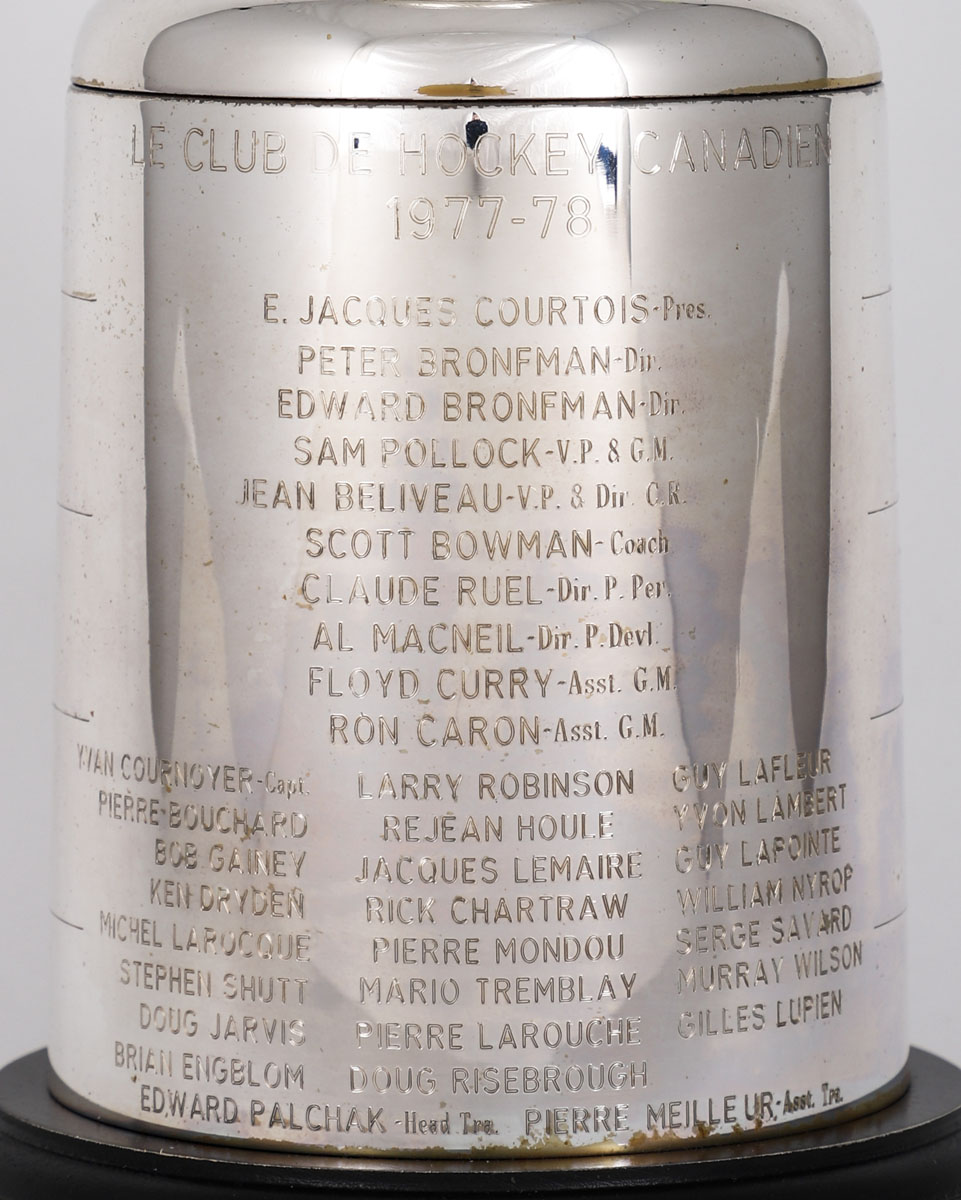 LE CLUB DE HOCKEY CANADIEN
1977-78
E. JACQUES COURTOIS-Pres.
PETER BRONFMAN-Dir.
EDWARD BRONFMAN-Dir.
SAM POLLOCK-V.P. & G.M.
JEAN BELIVEAU-V.P. & Dir. C.R.
SCOTT BOWMAN-Coach
CLAUDE RUEL-Dir. P. Per.
AL MACNEIL-Dir. P. Devl.
FLOYD CURRY-Asst. G.M.
RON CARON-Asst. G.M.
YVAN COURNOYER-Capt. LARRY ROBINSON GUY LAFLEUR
PIERRE BOUCHARD REJEAN HOULE YVON LAMBERT
BOB GAINEY JACQUES LEMAIRE GUY LAPOINTE
KEN DRYDEN RICK CHARTRAW WILLIAM NYROP
MICHEL LAROCQUE PIERRE MONDOU SERGE SAVARD
STEPHEN SHUTT MARIO TREMBLAY MURRAY WILSON
DOUG JARVIS PIERRE LAROUCHE GILLES LUPIEN
BRIAN ENGBLOM DOUG RISEBROUGH
EDWARD PALCHAK-Head Tra. PIERRE MEILLEUR-Asst. Tra.